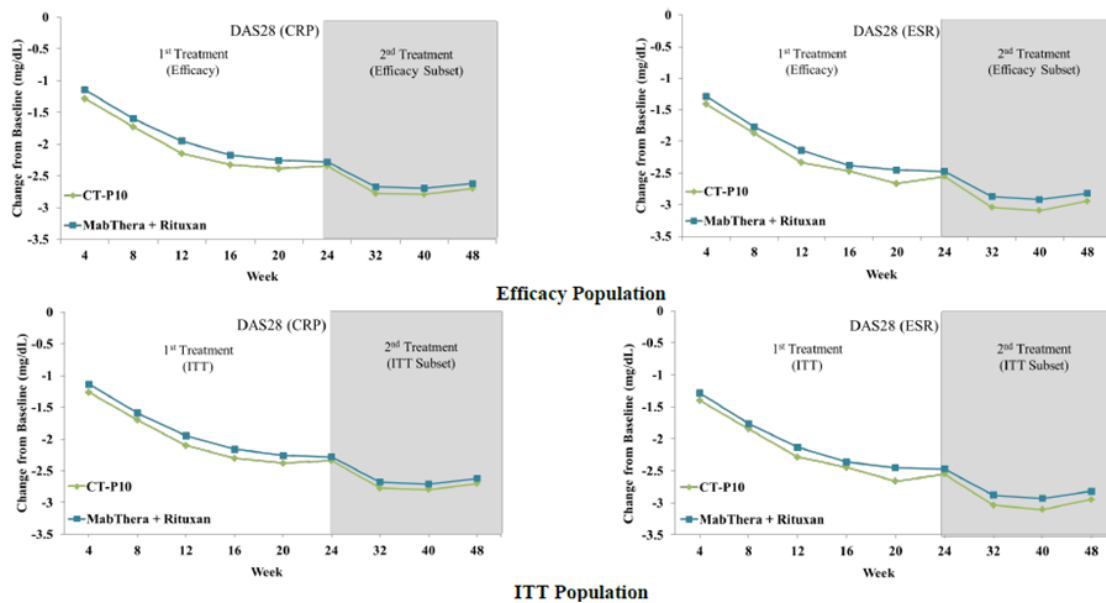 DAS28 (CRP)
1st Treatment
(Efficacy)
2nd Treatment
(Efficacy Subset)
Change from Baseline (mg/dL)
0
-0.5
-1
-1.5
-2
-2.5
-3
-3.5
CT-P10
MabThera + Rituxan
4 8 12 16 20 24 32 40 48
Week
DAS28 (ESR)
1st Treatment
(Efficacy)
2nd Treatment
(Efficacy Subset)
Change from Baseline (mg/dL)
0
-0.5
-1
-1.5
-2
-2.5
-3
-3.5
CT-P10
MabThera + Rituxan
4 8 12 16 20 24 32 40 48
Week
Efficacy Population
DAS28 (CRP)
1st Treatment
(ITT)
2nd Treatment
(ITT Subset)
Change from Baseline (mg/dL)
0
-0.5
-1
-1.5
-2
-2.5
-3
-3.5
CT-P10
MabThera + Rituxan
4 8 12 16 20 24 32 40 48
Week
DAS28 (ESR)
1st Treatment
(ITT)
2nd Treatment
(ITT Subset)
Change from Baseline (mg/dL)
0
-0.5
-1
-1.5
-2
-2.5
-3
-3.5
CT-P10
MabThera + Rituxan
4 8 12 16 20 24 32 40 48
Week
ITT Population